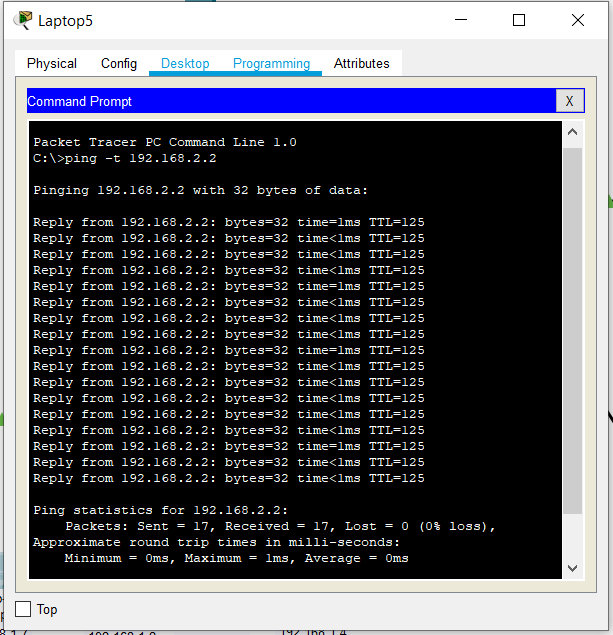 Laptop5
Physical Config Desktop Programming Attributes
Command Prompt X
Packet Tracer PC Command Line 1.0
C:\>ping -t 192.168.2.2
Pinging 192.168.2.2 with 32 bytes of data:
Reply from 192.168.2.2: bytes=32 time=1ms TTL=125
Reply from 192.168.2.2: bytes=32 time<1ms TTL=125
Reply from 192.168.2.2: bytes=32 time<1ms TTL=125
Reply from 192.168.2.2: bytes=32 time<1ms TTL=125
Reply from 192.168.2.2: bytes=32 time=1ms TTL=125
Reply from 192.168.2.2: bytes=32 time<1ms TTL=125
Reply from 192.168.2.2: bytes=32 time<1ms TTL=125
Reply from 192.168.2.2: bytes=32 time=1ms TTL=125
Reply from 192.168.2.2: bytes=32 time=1ms TTL=125
Reply from 192.168.2.2: bytes=32 time<1ms TTL=125
Reply from 192.168.2.2: bytes=32 time<1ms TTL=125
Reply from 192.168.2.2: bytes=32 time<1ms TTL=125
Reply from 192.168.2.2: bytes=32 time<1ms TTL=125
Reply from 192.168.2.2: bytes=32 time<1ms TTL=125
Reply from 192.168.2.2: bytes=32 time=1ms TTL=125
Reply from 192.168.2.2: bytes=32 time<1ms TTL=125
Reply from 192.168.2.2: bytes=32 time<1ms TTL=125
Ping statistics for 192.168.2.2:
Packets: Sent = 17, Received = 17, Lost = 0 (0% loss),
Approximate round trip times in milli-seconds:
Minimum = 0ms, Maximum = 1ms, Average = 0ms
Top